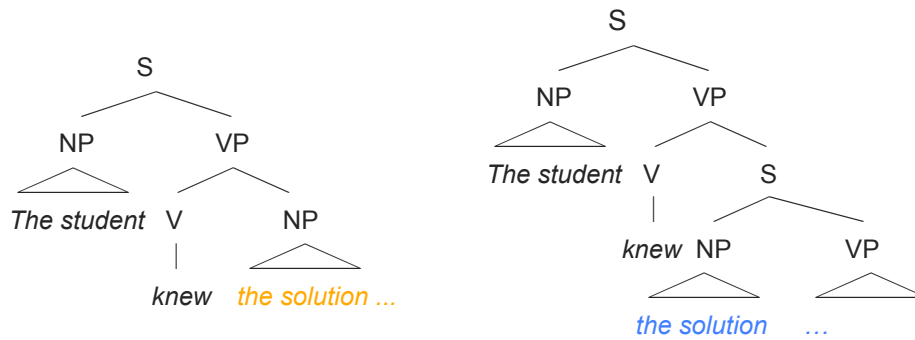 S
NP VP
The student V NP
knew the solution ...
S
NP VP
The student V S
knew NP VP
the solution ...